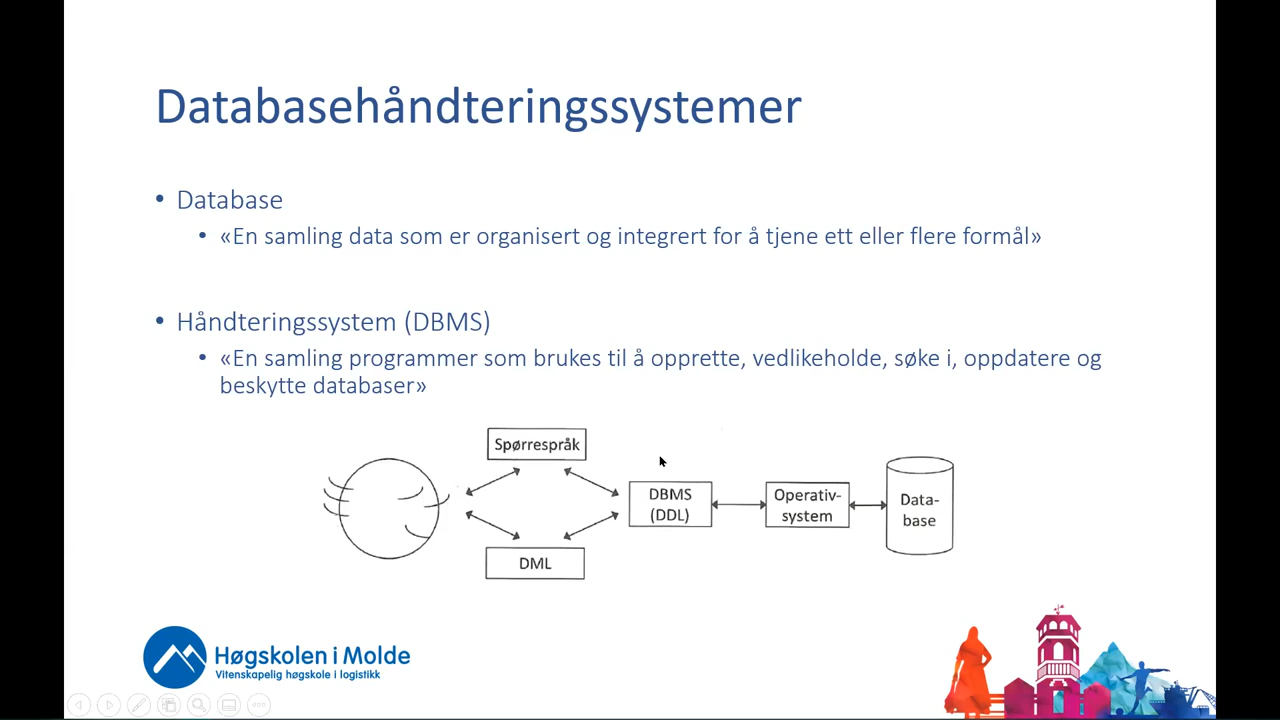 Databasehåndteringssystemer
• Database
• «En samling data som er organisert og integrert for å tjene ett eller flere formål»
• Håndteringssystem (DBMS)
• «En samling programmer som brukes til å opprette, vedlikeholde, søke i, oppdatere og
beskytte databaser»
Spørrespråk
DBMS
(DDL)
Operativ-
system
Data-
base
DML
Høgskolen i Molde
Vitenskapelig høgskole i logistikk